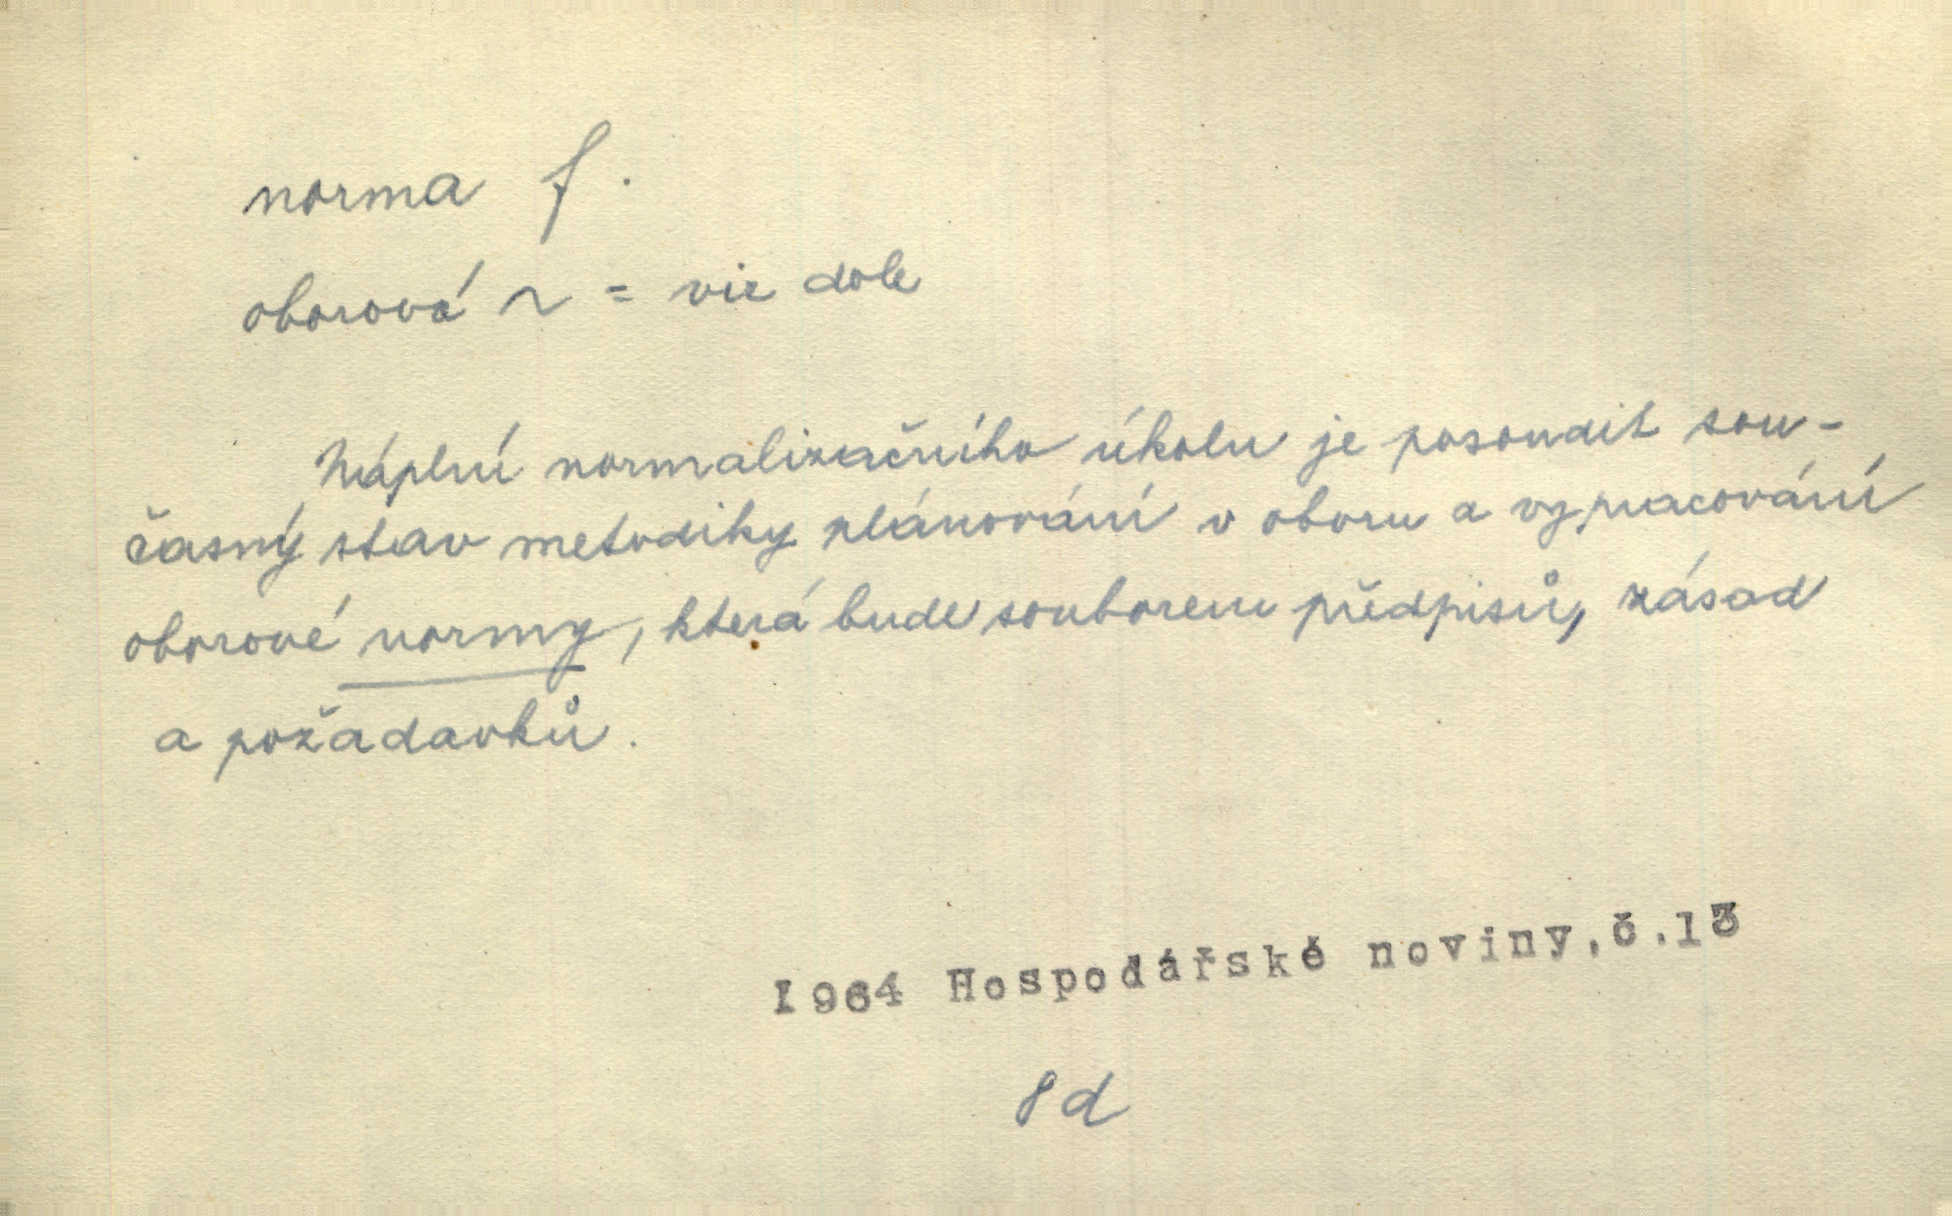 norma f.
oborová ~ = viz dole
Náplní normalizačního úkolu je posoudit sou-
časný stav metodiky plánování v oboru a vypracování
oborové normy, která bude souborem předpisů, zásad
a požadavků.
1964 Hospodářské noviny,č.13
8d